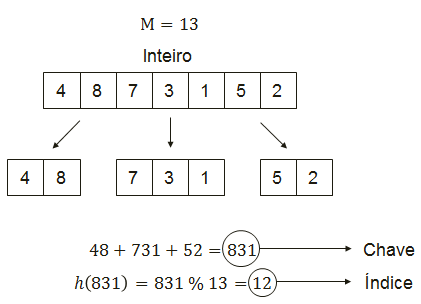 M = 13
Inteiro
4 8 7 3 1 5 2
4 8 7 3 1 5 2
48 + 731 + 52 = 831 Chave
h(831) = 831 % 13 = 12 Índice